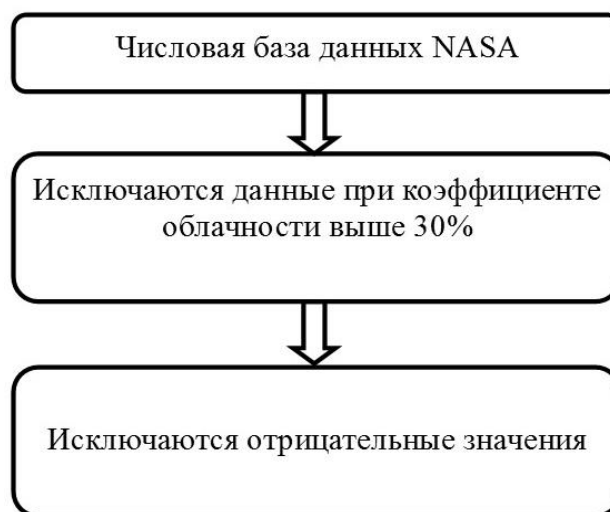 Числовая база данных NASA
Исключаются данные при коэффициенте
облачности выше 30%
Исключаются отрицательные значения